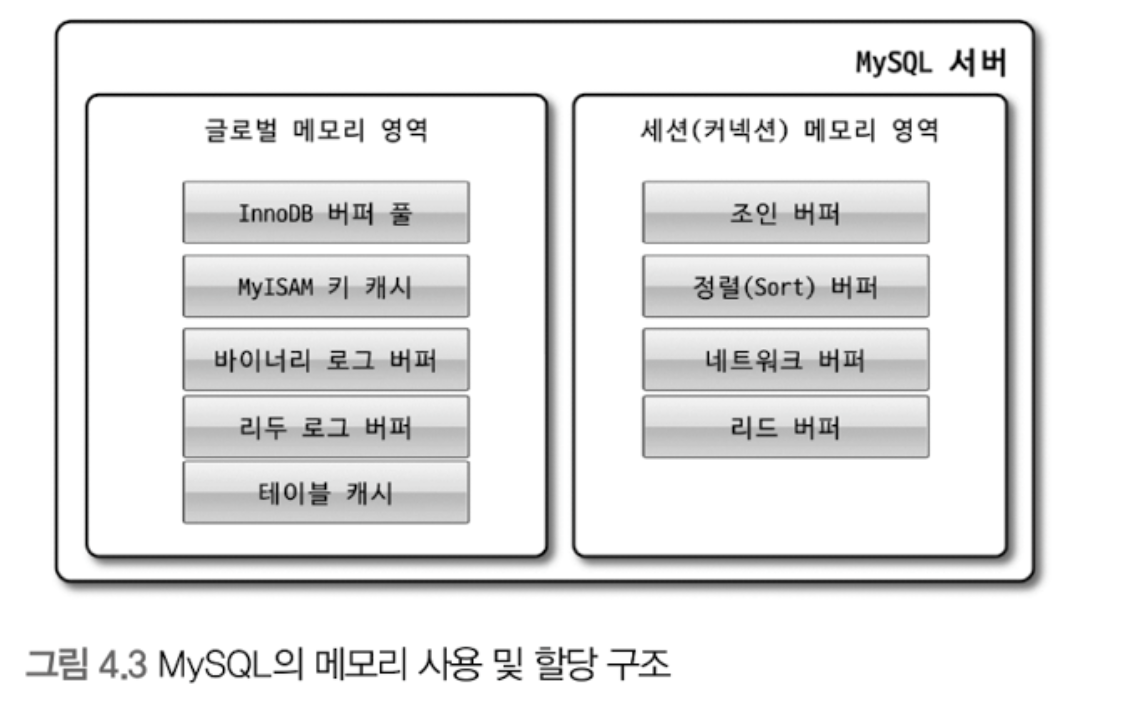 MySQL 서버
글로벌 메모리 영역
InnoDB 버퍼 풀
MyISAM 키 캐시
바이너리 로그 버퍼
리두 로그 버퍼
테이블 캐시
세션(커넥션) 메모리 영역
조인 버퍼
정렬(Sort) 버퍼
네트워크 버퍼
리드 버퍼
그림 4.3 MySQL의 메모리 사용 및 할당 구조